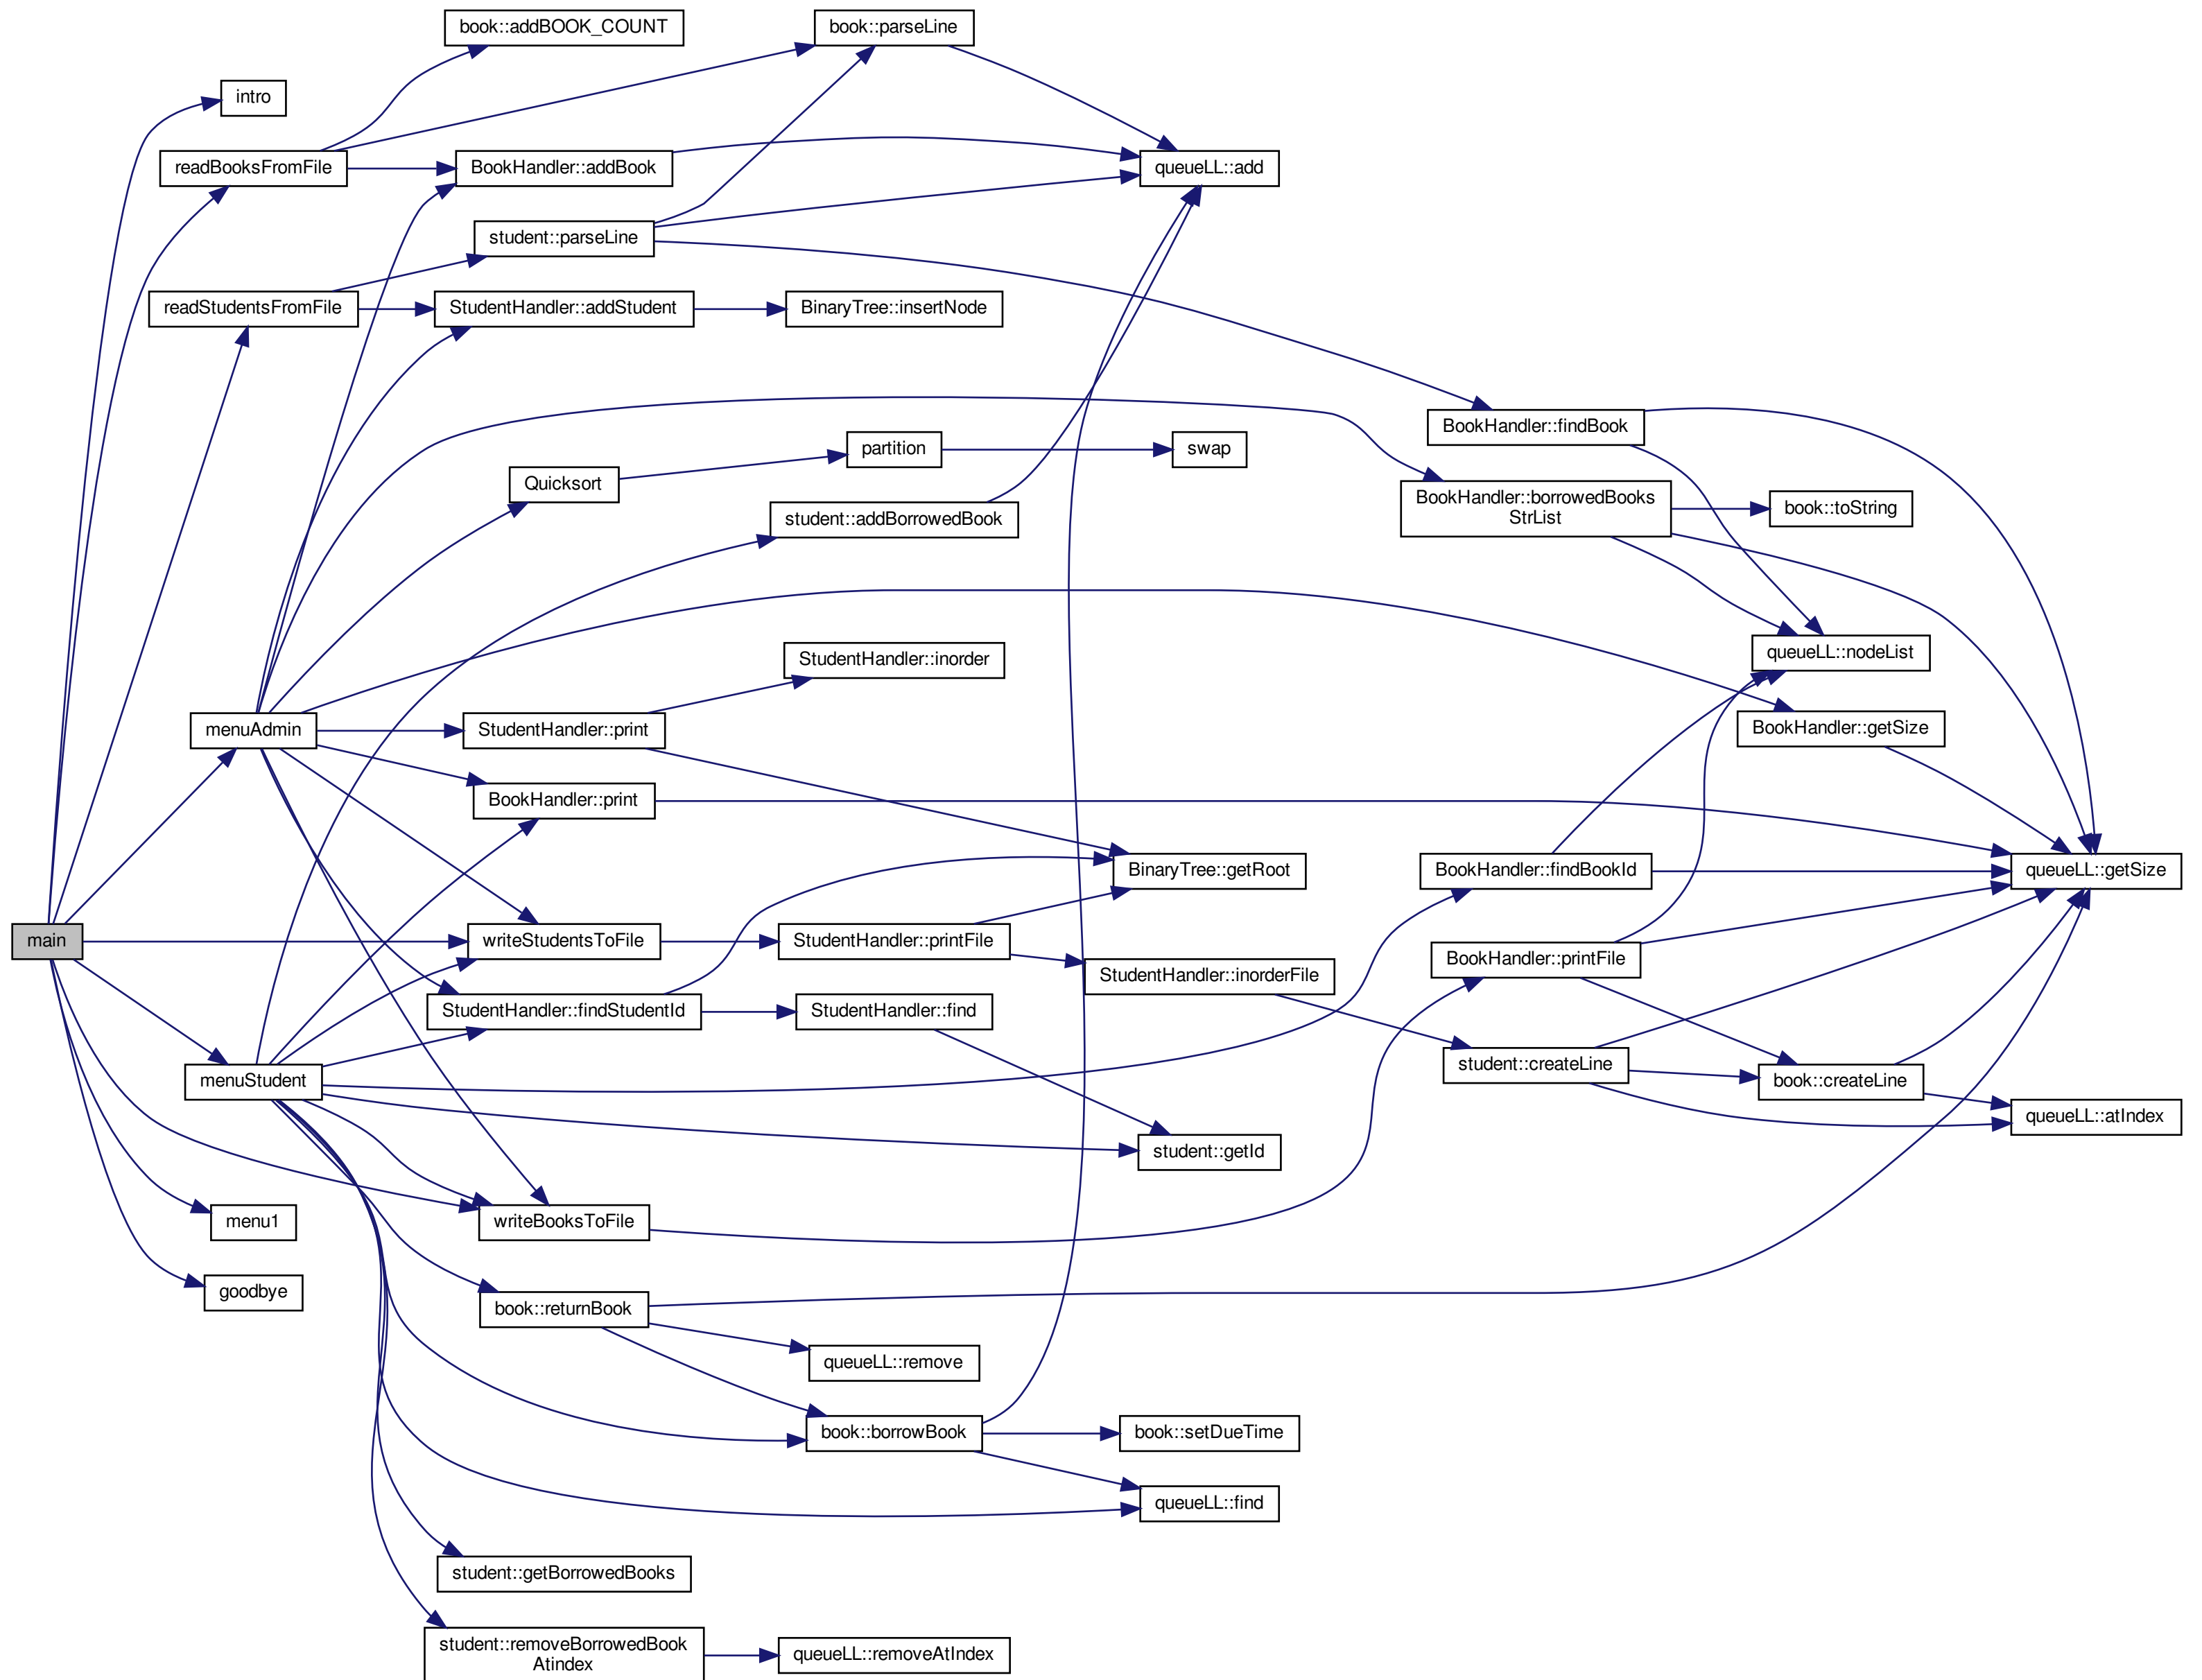 book::addBOOK_COUNT
book::parseLine
intro
readBooksFromFile
BookHandler::addBook
queueLL::add
student::parseLine
readStudentsFromFile
StudentHandler::addStudent
BinaryTree::insertNode
BookHandler::findBook
partition
swap
Quicksort
BookHandler::borrowedBooks
StrList
book::toString
student::addBorrowedBook
StudentHandler::inorder
queueLL::nodeList
menuAdmin
StudentHandler::print
BookHandler::getSize
BookHandler::print
BinaryTree::getRoot
BookHandler::findBookId
queueLL::getSize
main
writeStudentsToFile
StudentHandler::printFile
BookHandler::printFile
StudentHandler::inorderFile
StudentHandler::findStudentId
StudentHandler::find
student::createLine
menuStudent
book::createLine
queueLL::atIndex
student::getId
menu1
writeBooksToFile
goodbye
book::returnBook
queueLL::remove
book::borrowBook
book::setDueTime
queueLL::find
student::getBorrowedBooks
student::removeBorrowedBook
Atindex
queueLL::removeAtIndex